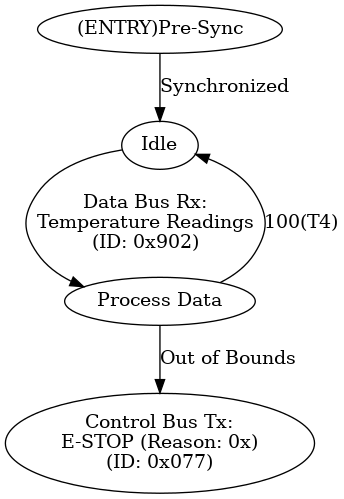 (ENTRY)Pre-Sync
Synchronized
Idle
Data Bus Rx:
Temperature Readings
(ID: 0x902)
100(T4)
Process Data
Out of Bounds
Control Bus Tx:
E-STOP (Reason: 0x)
(ID: 0x077)